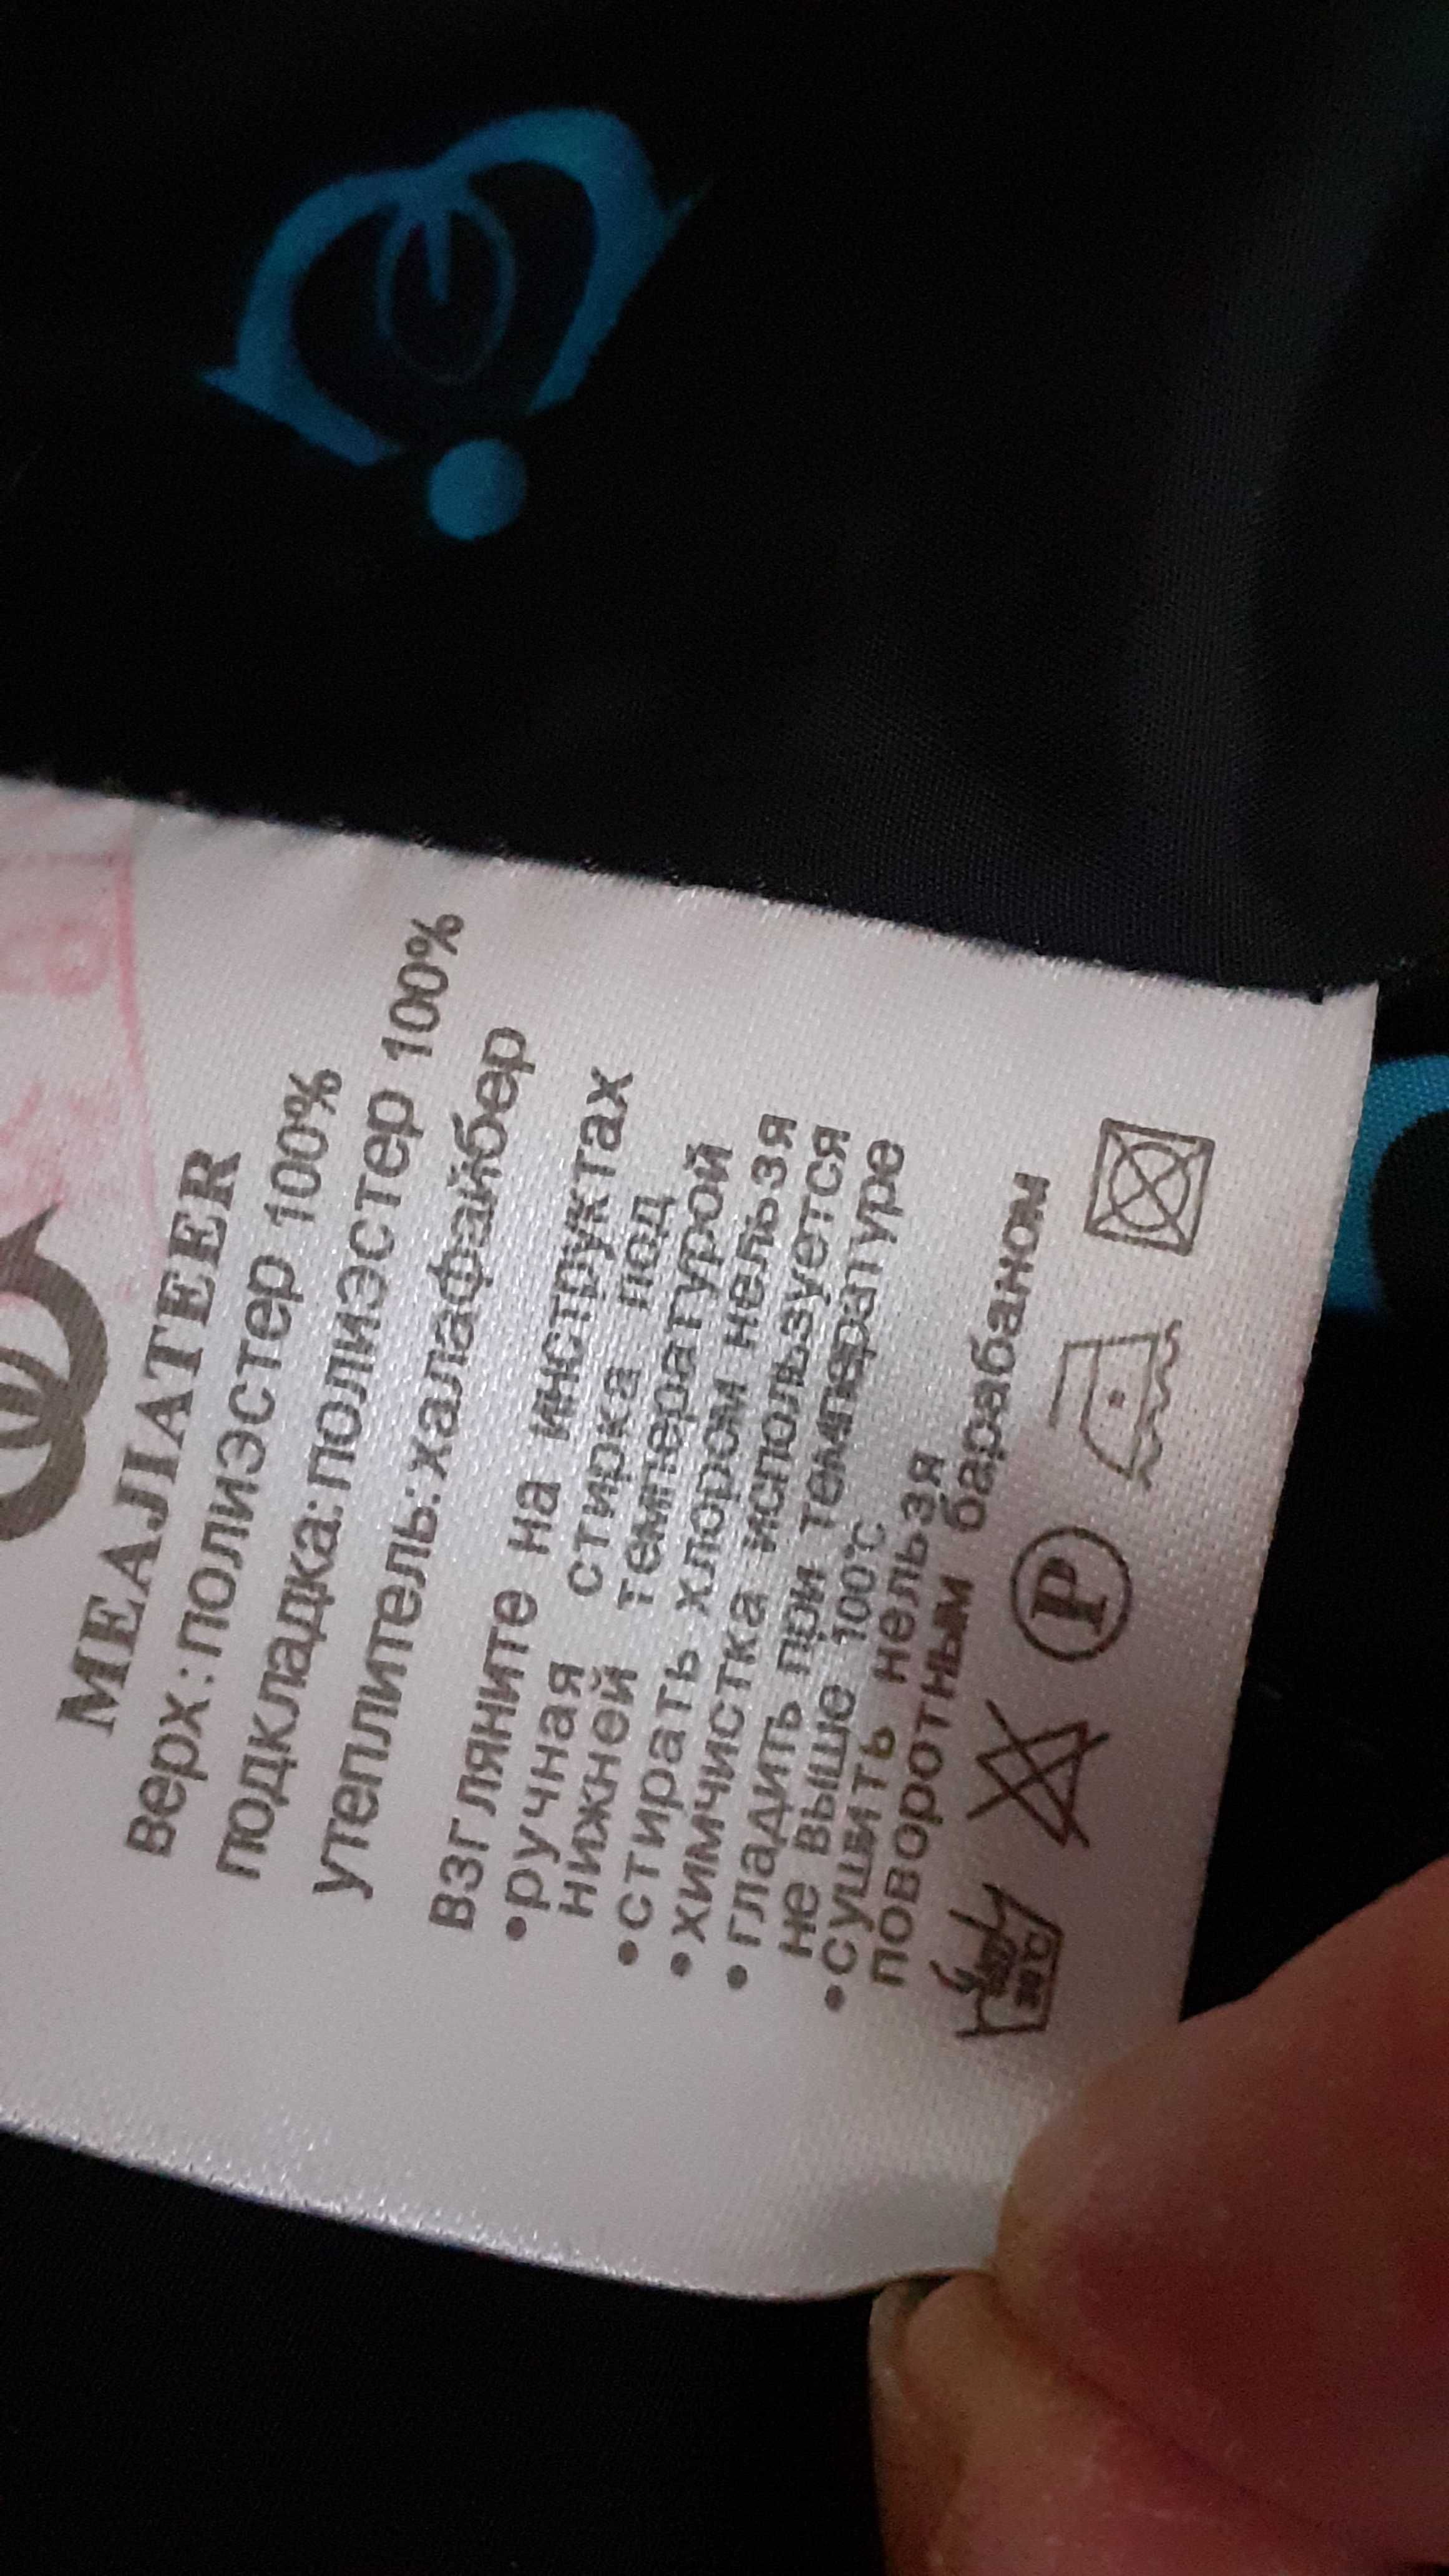 MEAJIATEER
Верх:полиэстер 100%
подкладка:полиэстер 100%
утеплитель:халафайбер
взгляните на инструктах
•ручная стирка под
нижней температурой
•стирать хлором нельзя
•химчистка используется
•гладить при температуре
не выше 100°C
•сушить нельзя
поворотным барабаном
30°C
P